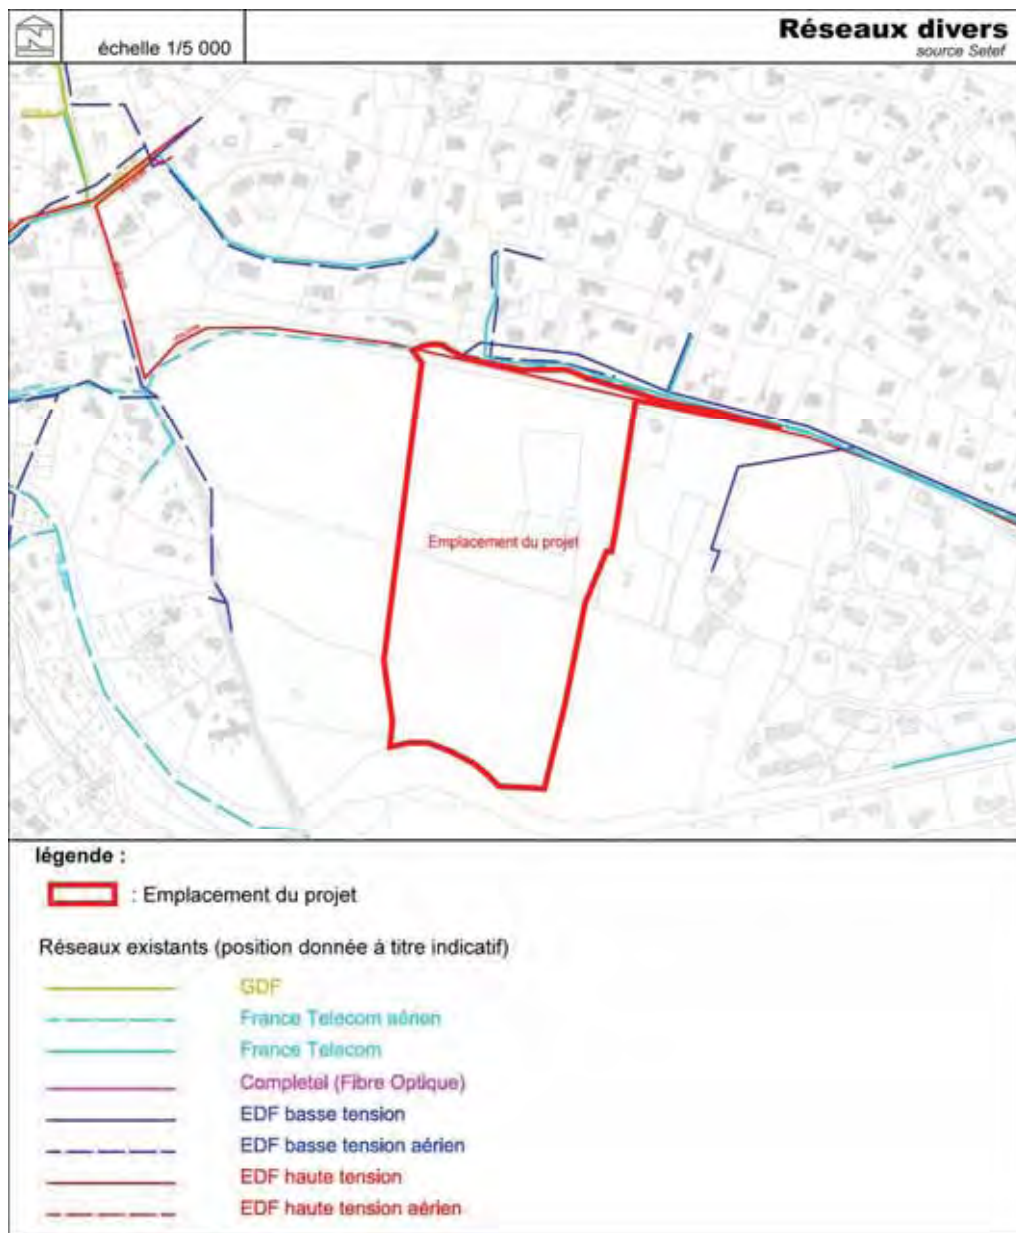 échelle 1/5 000
Réseaux divers
source Setef
Emplacement du projet
légende :
: Emplacement du projet
Réseaux existants (position donnée à titre indicatif)
GDF
France Telecom aérien
France Telecom
Completel (Fibre Optique)
EDF basse tension
EDF basse tension aérien
EDF haute tension
EDF haute tension aérien